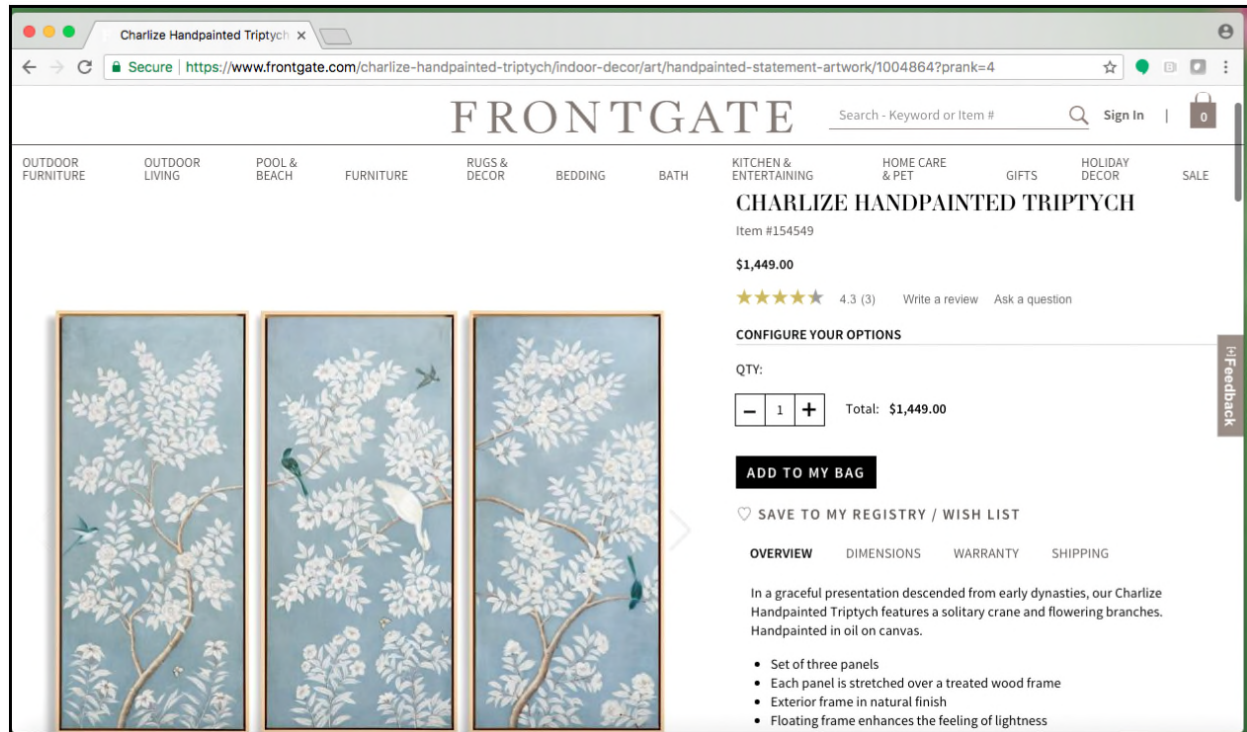 Charlize Handpainted Triptych
Secure https://www.frontgate.com/charlize-handpainted-triptych/indoor-decor/art/handpainted-statement-artwork/1004864?prank=4
FRONTGATE
Search - Keyword or Item #
Sign In | 0
OUTDOOR FURNITURE
OUTDOOR LIVING
POOL & BEACH
FURNITURE
RUGS & DECOR
BEDDING
BATH
KITCHEN & ENTERTAINING
HOME CARE & PET
GIFTS
HOLIDAY DECOR
SALE
CHARLIZE HANDPAINTED TRIPTYCH
Item #154549
$1,449.00
4.3 (3) Write a review Ask a question
CONFIGURE YOUR OPTIONS
QTY:
– 1 + Total: $1,449.00
[+]Feedback
ADD TO MY BAG
SAVE TO MY REGISTRY / WISH LIST
OVERVIEW DIMENSIONS WARRANTY SHIPPING
In a graceful presentation descended from early dynasties, our Charlize
Handpainted Triptych features a solitary crane and flowering branches.
Handpainted in oil on canvas.
• Set of three panels
• Each panel is stretched over a treated wood frame
• Exterior frame in natural finish
• Floating frame enhances the feeling of lightness